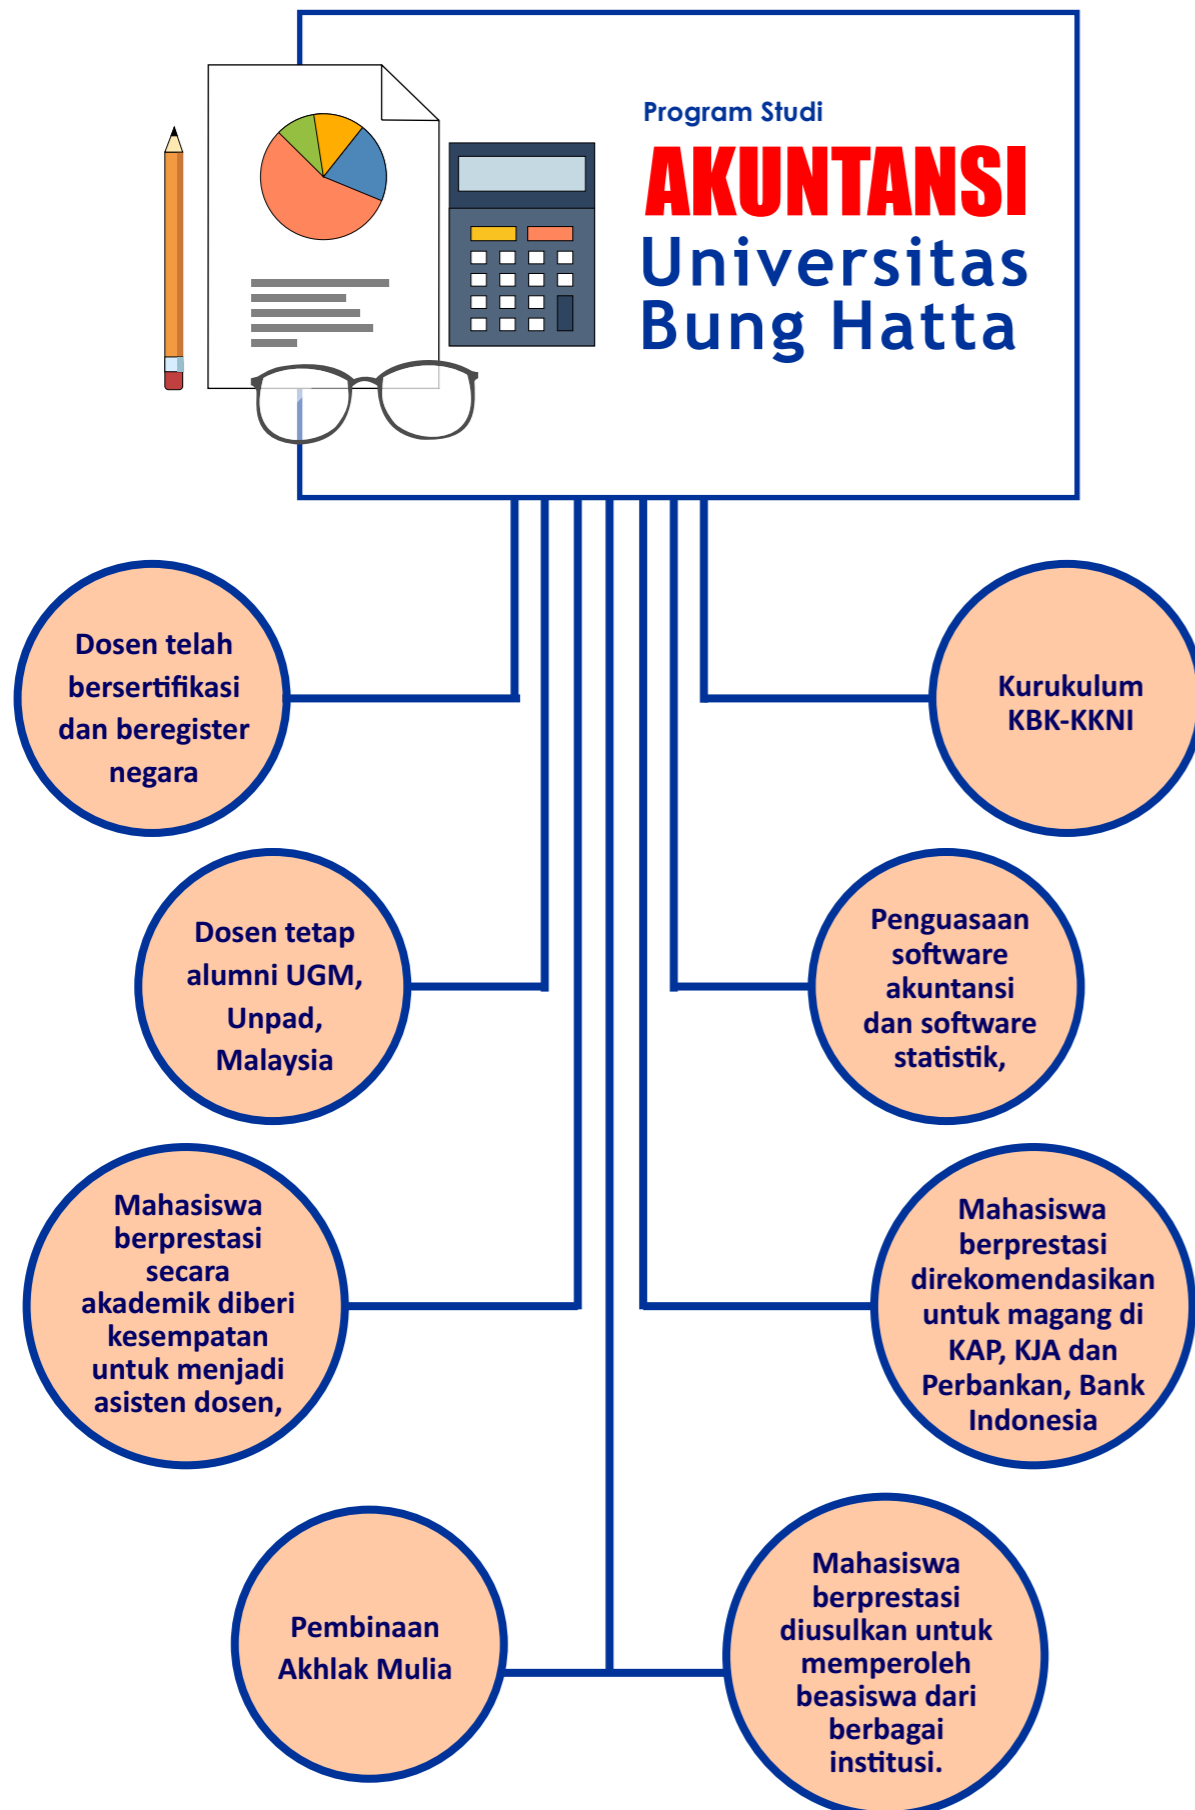 Program Studi
AKUNTANSI
Universitas
Bung Hatta
Dosen telah
bersertifikasi
dan beregister
negara
Kurukulum
KBK-KKNI
Dosen tetap
alumni UGM,
Unpad,
Malaysia
Penguasaan
software
akuntansi
dan software
statistik,
Mahasiswa
berprestasi
secara
akademik diberi
kesempatan
untuk menjadi
asisten dosen,
Mahasiswa
berprestasi
direkomendasikan
untuk magang di
KAP, KJA dan
Perbankan, Bank
Indonesia
Pembinaan
Akhlak Mulia
Mahasiswa
berprestasi
diusulkan untuk
memperoleh
beasiswa dari
berbagai
institusi.